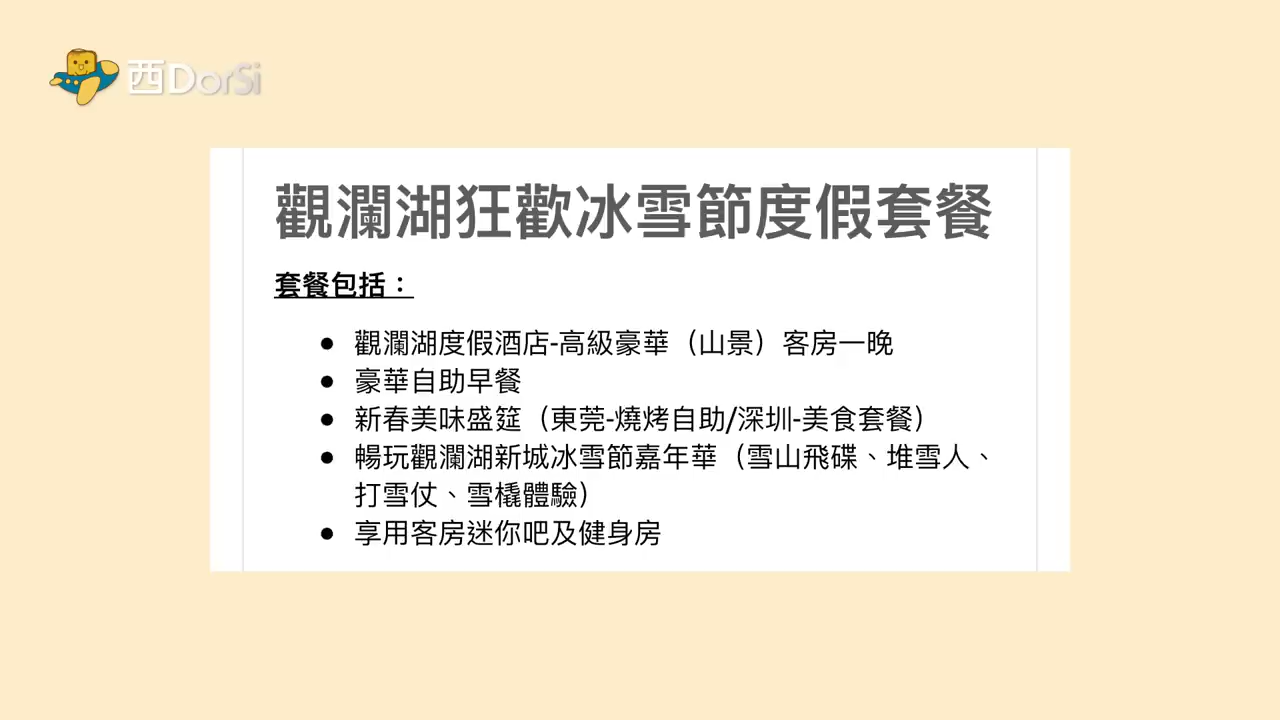 西DorSi
觀瀾湖狂歡冰雪節度假套餐
套餐包括：
● 觀瀾湖度假酒店-高級豪華（山景）客房一晚
● 豪華自助早餐
● 新春美味盛筵（東莞-燒烤自助/深圳-美食套餐）
● 暢玩觀瀾湖新城冰雪節嘉年華（雪山飛碟、堆雪人、
打雪仗、雪橇體驗）
● 享用客房迷你吧及健身房